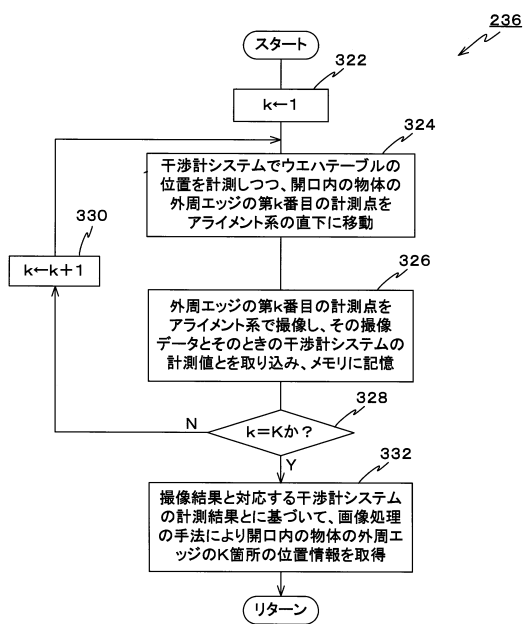 236
スタート
322
k←1
324
干渉計システムでウエハテーブルの
位置を計測しつつ、開口内の物体の
外周エッジの第k番目の計測点を
アライメント系の直下に移動
330
k←k+1
326
外周エッジの第k番目の計測点を
アライメント系で撮像し、その撮像
データとそのときの干渉計システムの
計測値とを取り込み、メモリに記憶
328
N
k=Kか?
Y
332
撮像結果と対応する干渉計システム
の計測結果とに基づいて、画像処理
の手法により開口内の物体の外周エ
ッジのK箇所の位置情報を取得
リターン